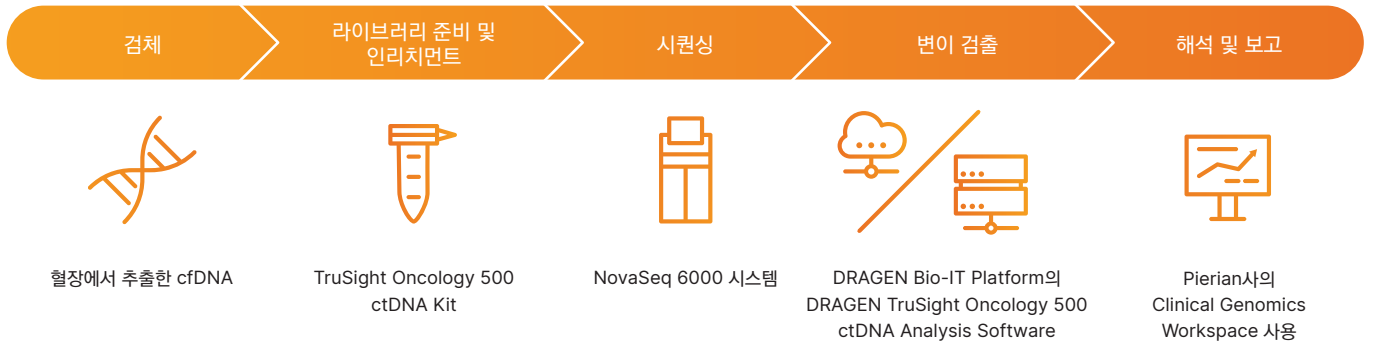 검체
라이브러리 준비 및
인리치먼트
시퀀싱
변이 검출
해석 및 보고
혈장에서 추출한 cfDNA
TruSight Oncology 500
ctDNA Kit
NovaSeq 6000 시스템
DRAGEN Bio-IT Platform의
DRAGEN TruSight Oncology 500
ctDNA Analysis Software
Pierian사의
Clinical Genomics
Workspace 사용